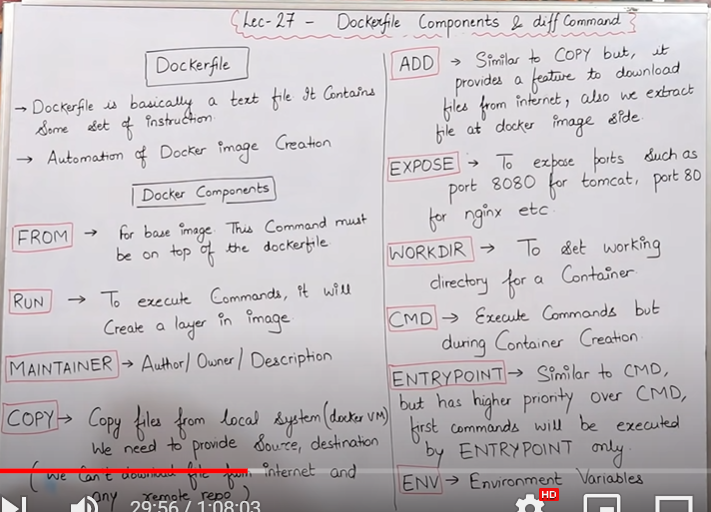 Lec-27 - Dockerfile Components & diff Command
Dockerfile
→ Dockerfile is basically a text file It Contains
Some set of instruction.
→ Automation of Docker image Creation
Docker Components
FROM → For base image. This Command must
be on top of the dockerfile.
RUN → To execute Commands, it will
Create a layer in image
MAINTAINER → Author/ Owner/ Description
COPY → Copy files from local system (docker VM)
We need to provide Source, destination
(We Can't download file from internet and
any remote repo)
ADD → Similar to COPY but, it
provides a feature to download
files from internet, also we extract
file at docker image side.
EXPOSE → To expose ports such as
port 8080 for tomcat, port 80
for nginx etc.
WORKDIR → To set working
directory for a Container.
CMD → Execute Commands but
during Container Creation.
ENTRYPOINT → Similar to CMD,
but has higher priority over CMD,
first commands will be executed
by ENTRYPOINT only.
ENV → Environment Variables
29:56 / 1:08:03
HD